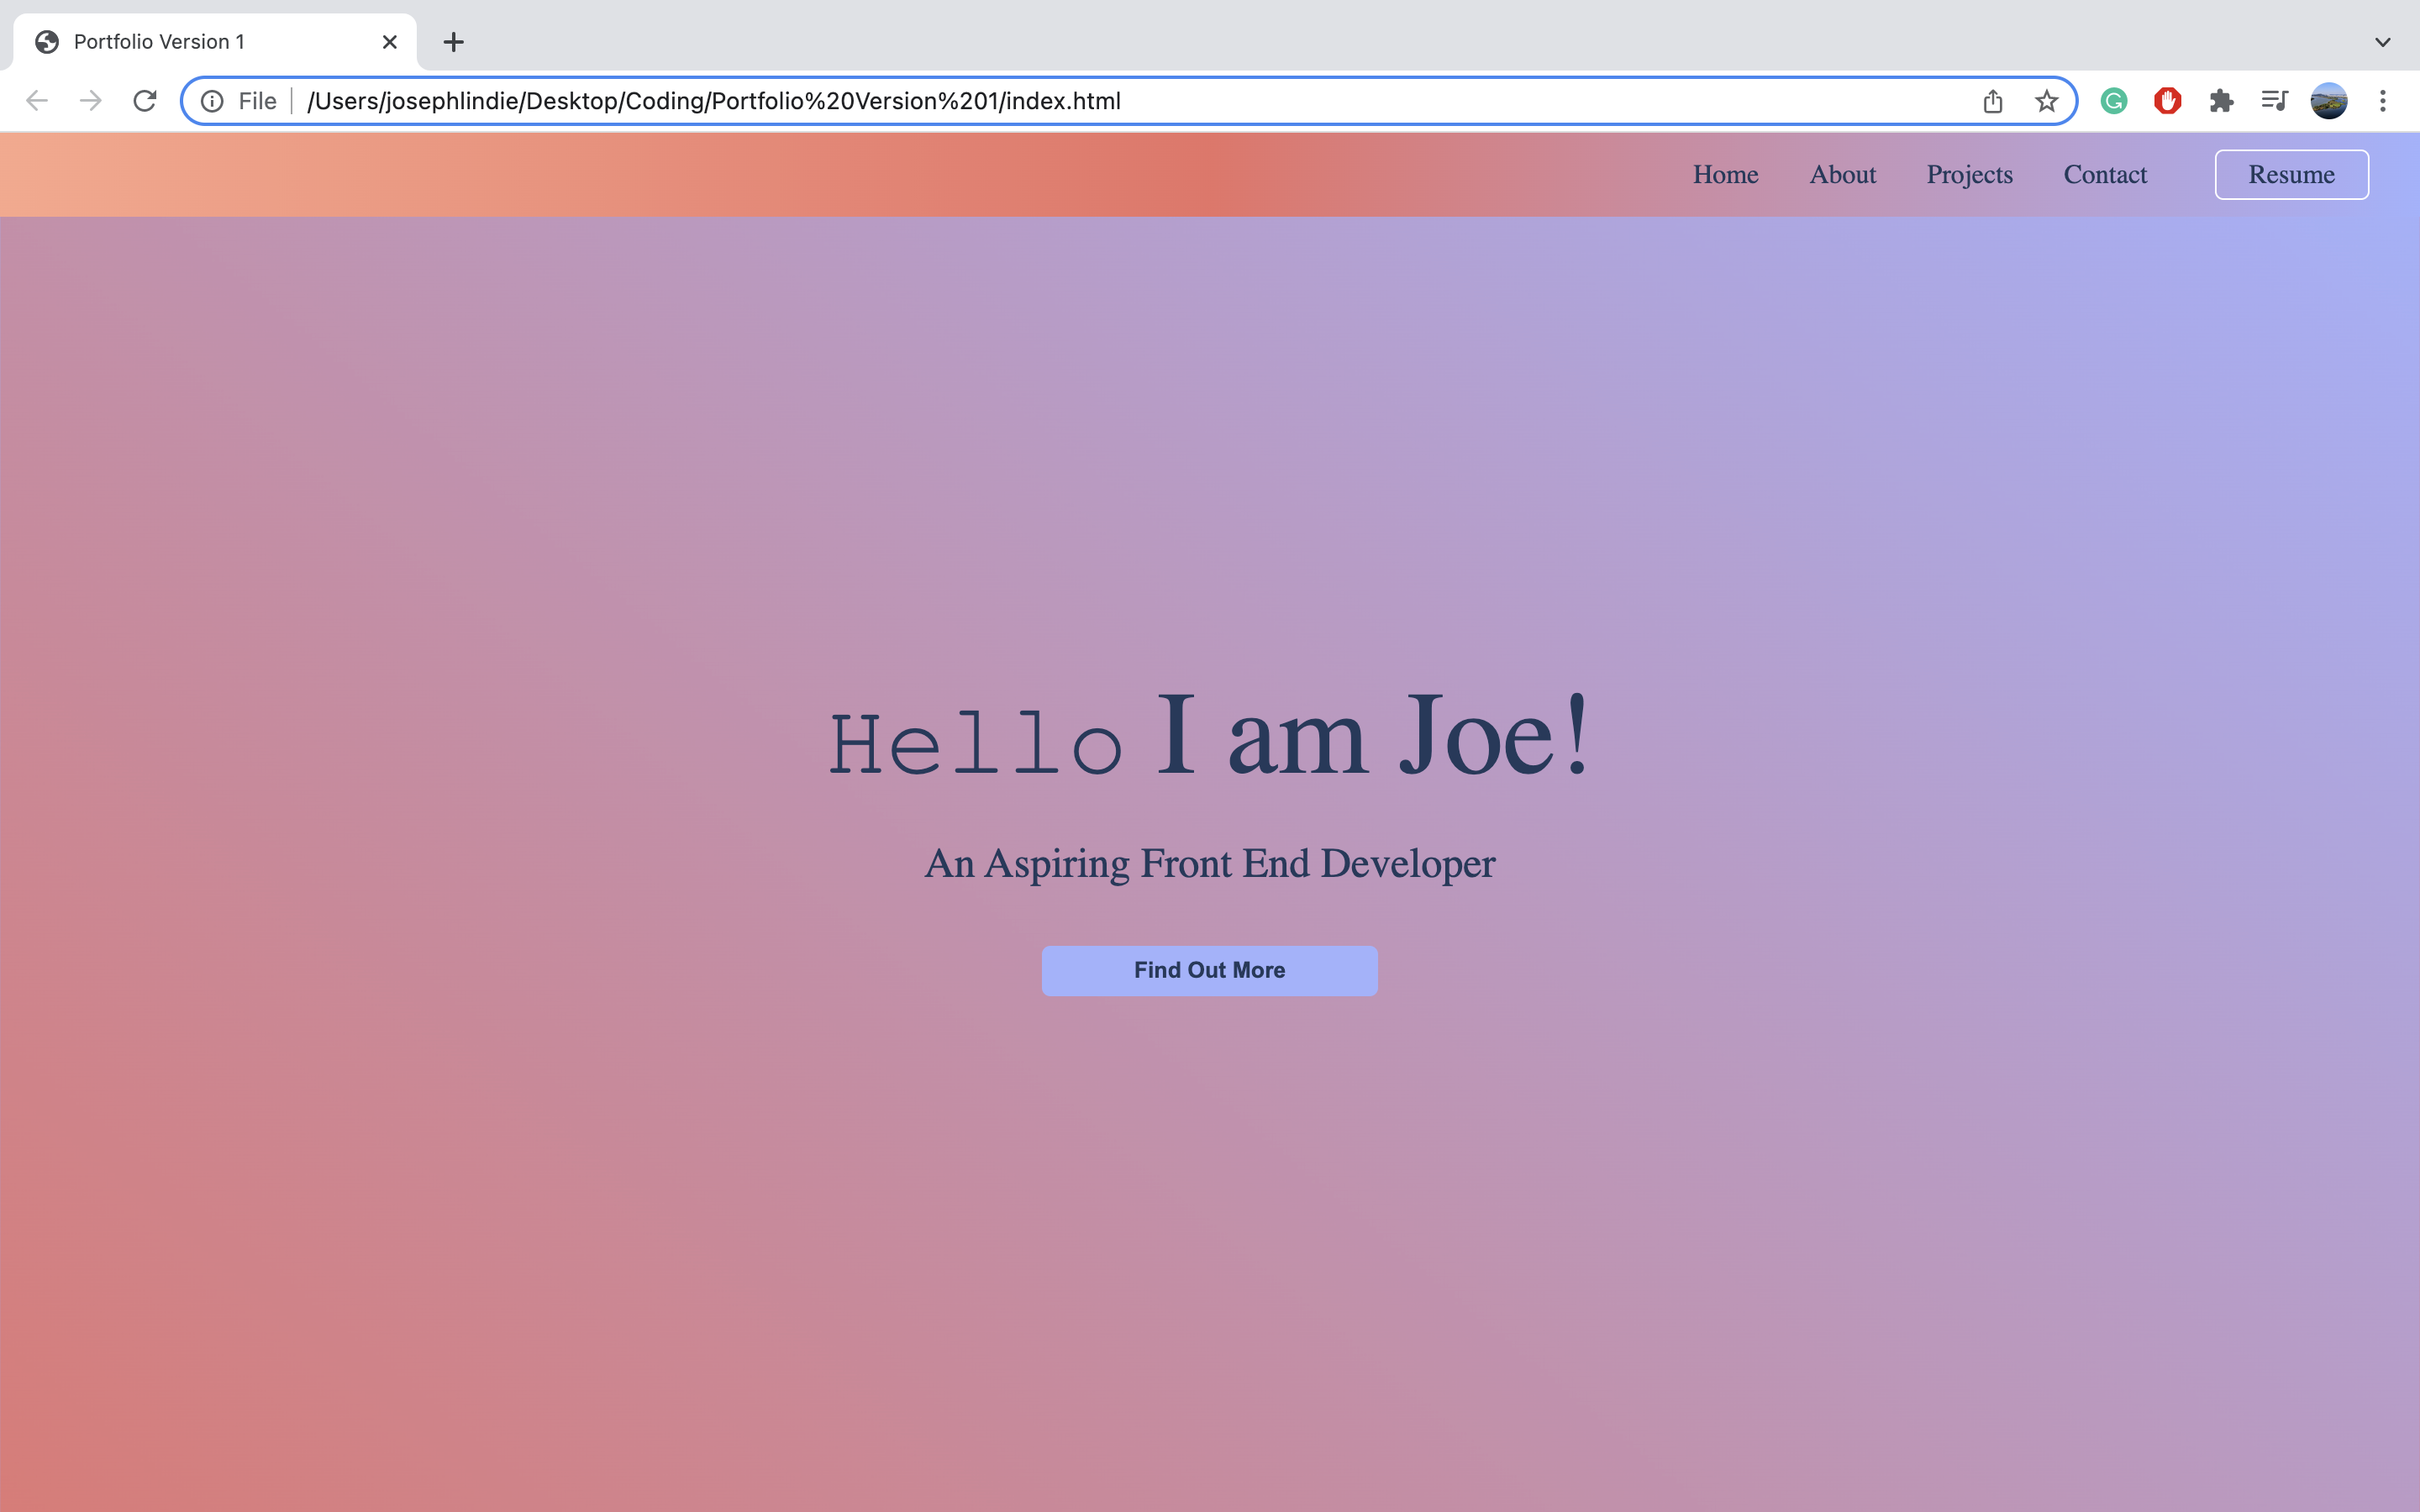 Portfolio Version 1
File /Users/josephlindie/Desktop/Coding/Portfolio%20Version%201/index.html
Home About Projects Contact Resume
Hello I am Joe!
An Aspiring Front End Developer
Find Out More